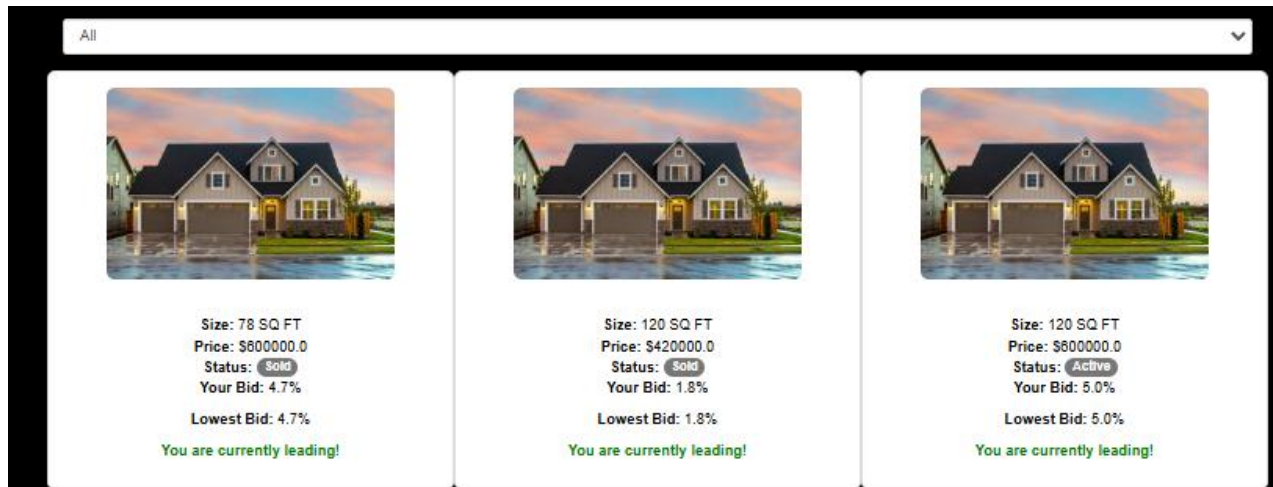 All
Size: 78 SQ FT
Price: $600000.0
Status: Sold
Your Bid: 4.7%
Lowest Bid: 4.7%
You are currently leading!
Size: 120 SQ FT
Price: $420000.0
Status: Sold
Your Bid: 1.8%
Lowest Bid: 1.8%
You are currently leading!
Size: 120 SQ FT
Price: $600000.0
Status: Active
Your Bid: 5.0%
Lowest Bid: 5.0%
You are currently leading!